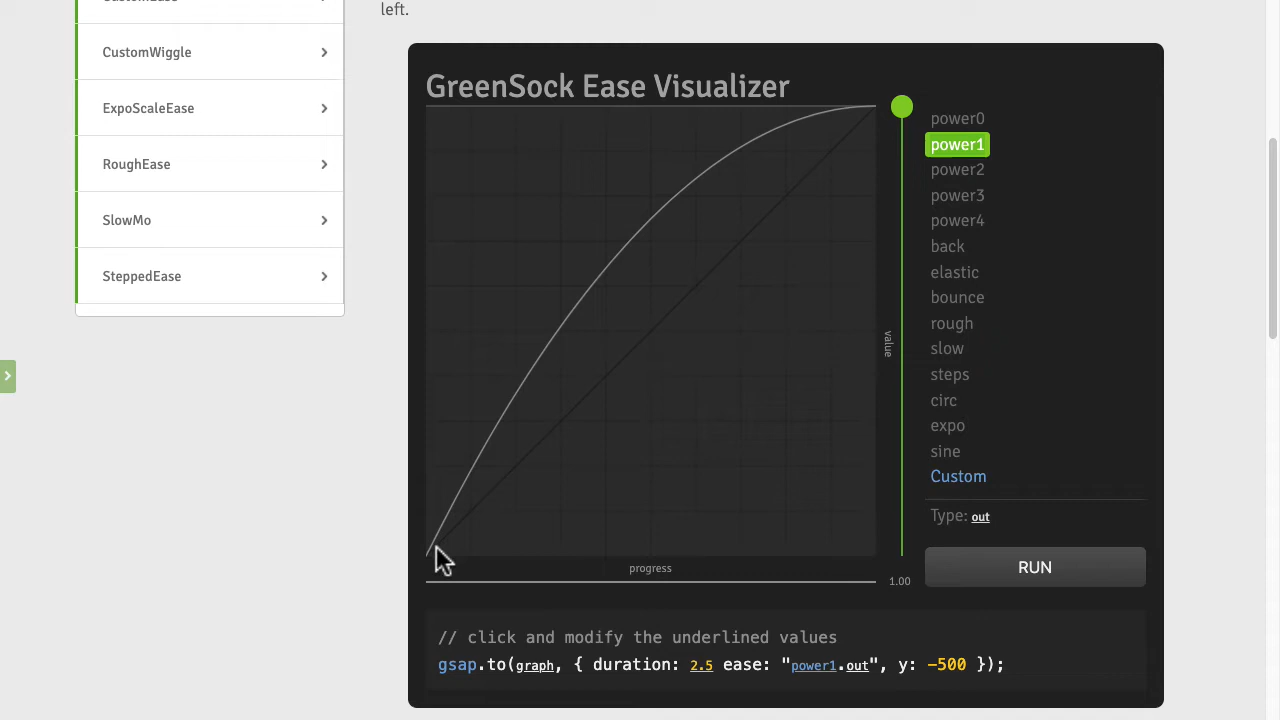 left.
CustomWiggle
ExpoScaleEase
RoughEase
SlowMo
SteppedEase
GreenSock Ease Visualizer
value
progress
1.00
power0
power1
power2
power3
power4
back
elastic
bounce
rough
slow
steps
circ
expo
sine
Custom
Type: out
RUN
// click and modify the underlined values
gsap.to(graph, { duration: 2.5 ease: "power1.out", y: -500 });